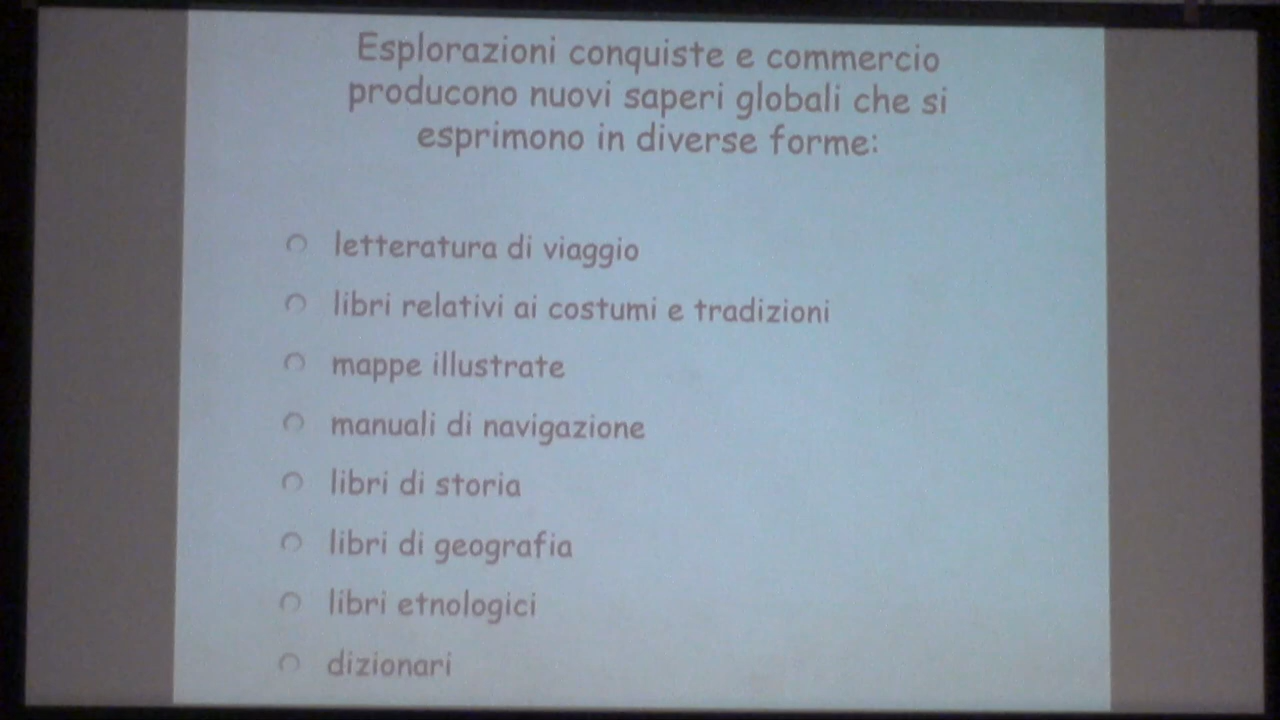 Esplorazioni conquiste e commercio
producono nuovi saperi globali che si
esprimono in diverse forme:
letteratura di viaggio
libri relativi ai costumi e tradizioni
mappe illustrate
manuali di navigazione
libri di storia
libri di geografia
libri etnologici
dizionari